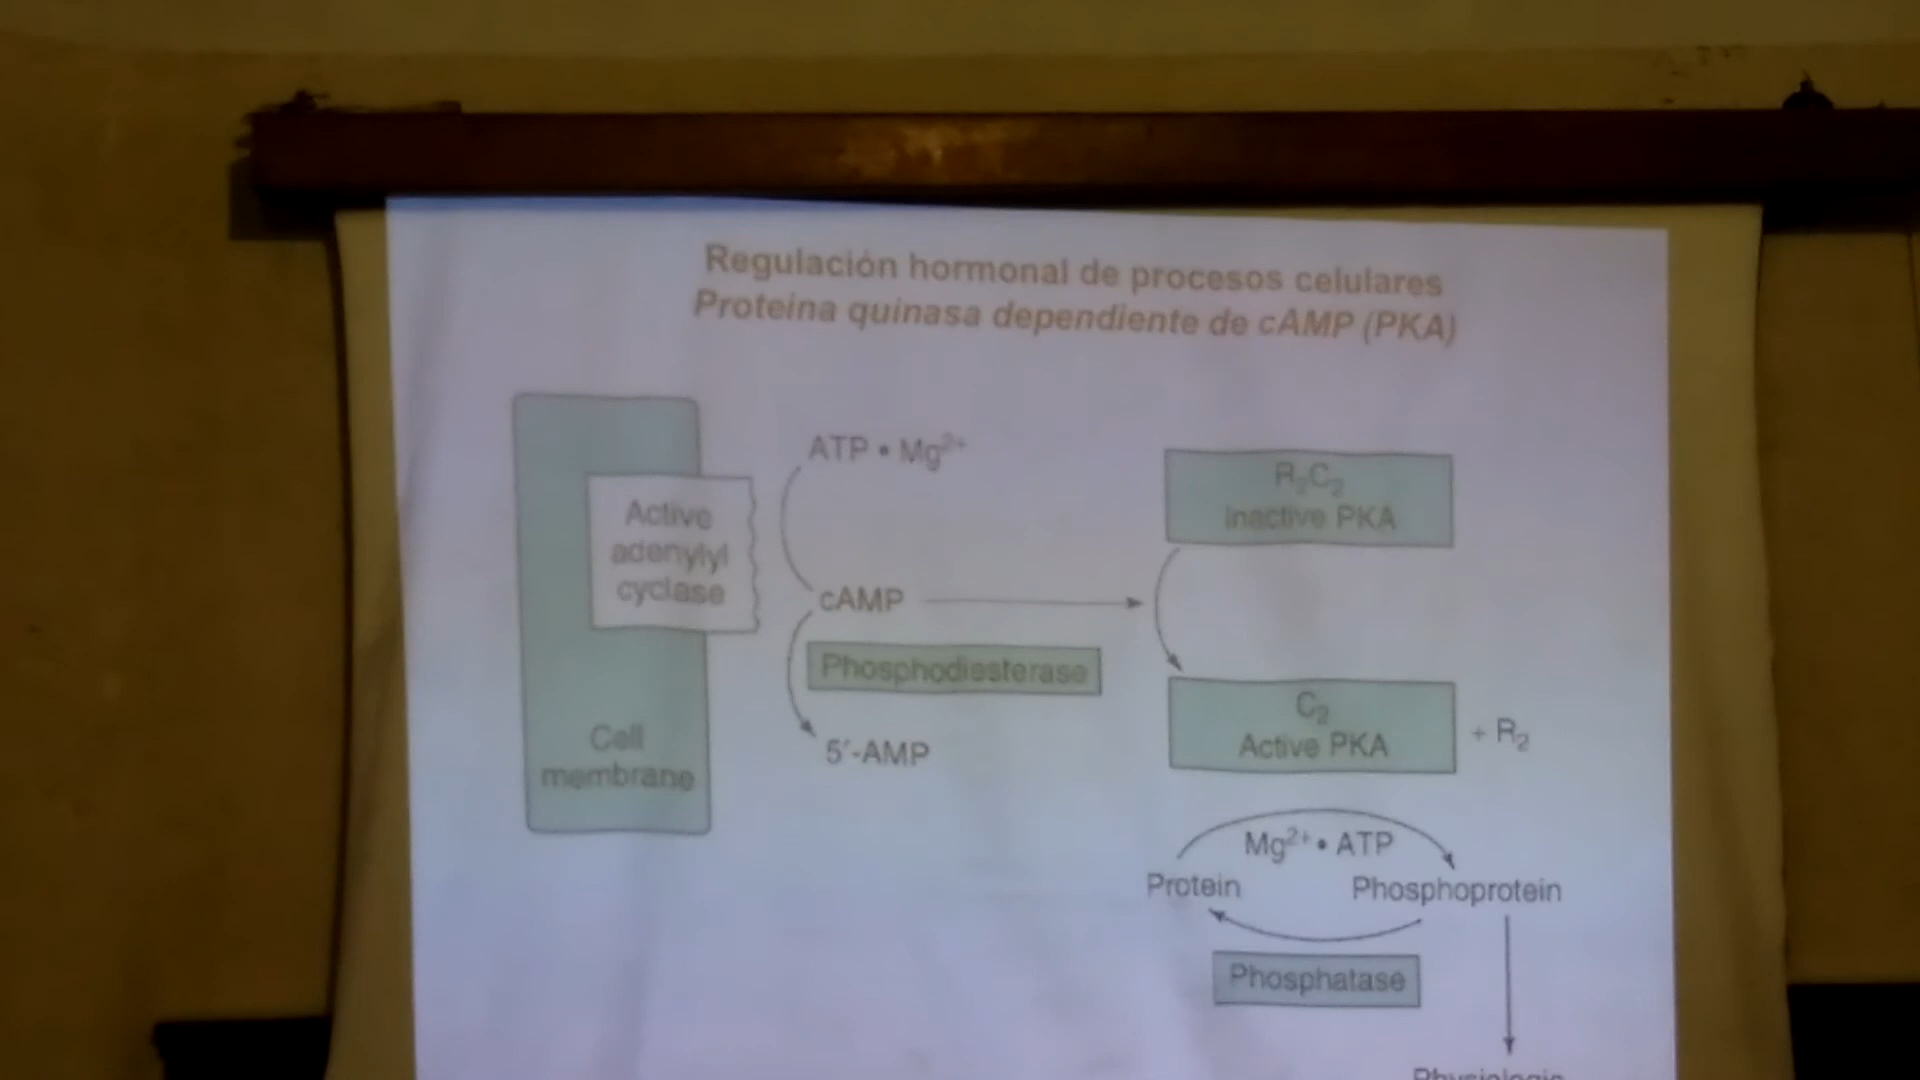 Regulación hormonal de procesos celulares
Proteina quinasa dependiente de cAMP (PKA)
ATP • Mg²⁺
R₂C₂
Inactive PKA
Active
adenylyl
cyclase
cAMP
Phosphodiesterase
5′-AMP
Cell
membrane
C₂
Active PKA
+ R₂
Mg²⁺ • ATP
Protein
Phosphoprotein
Phosphatase